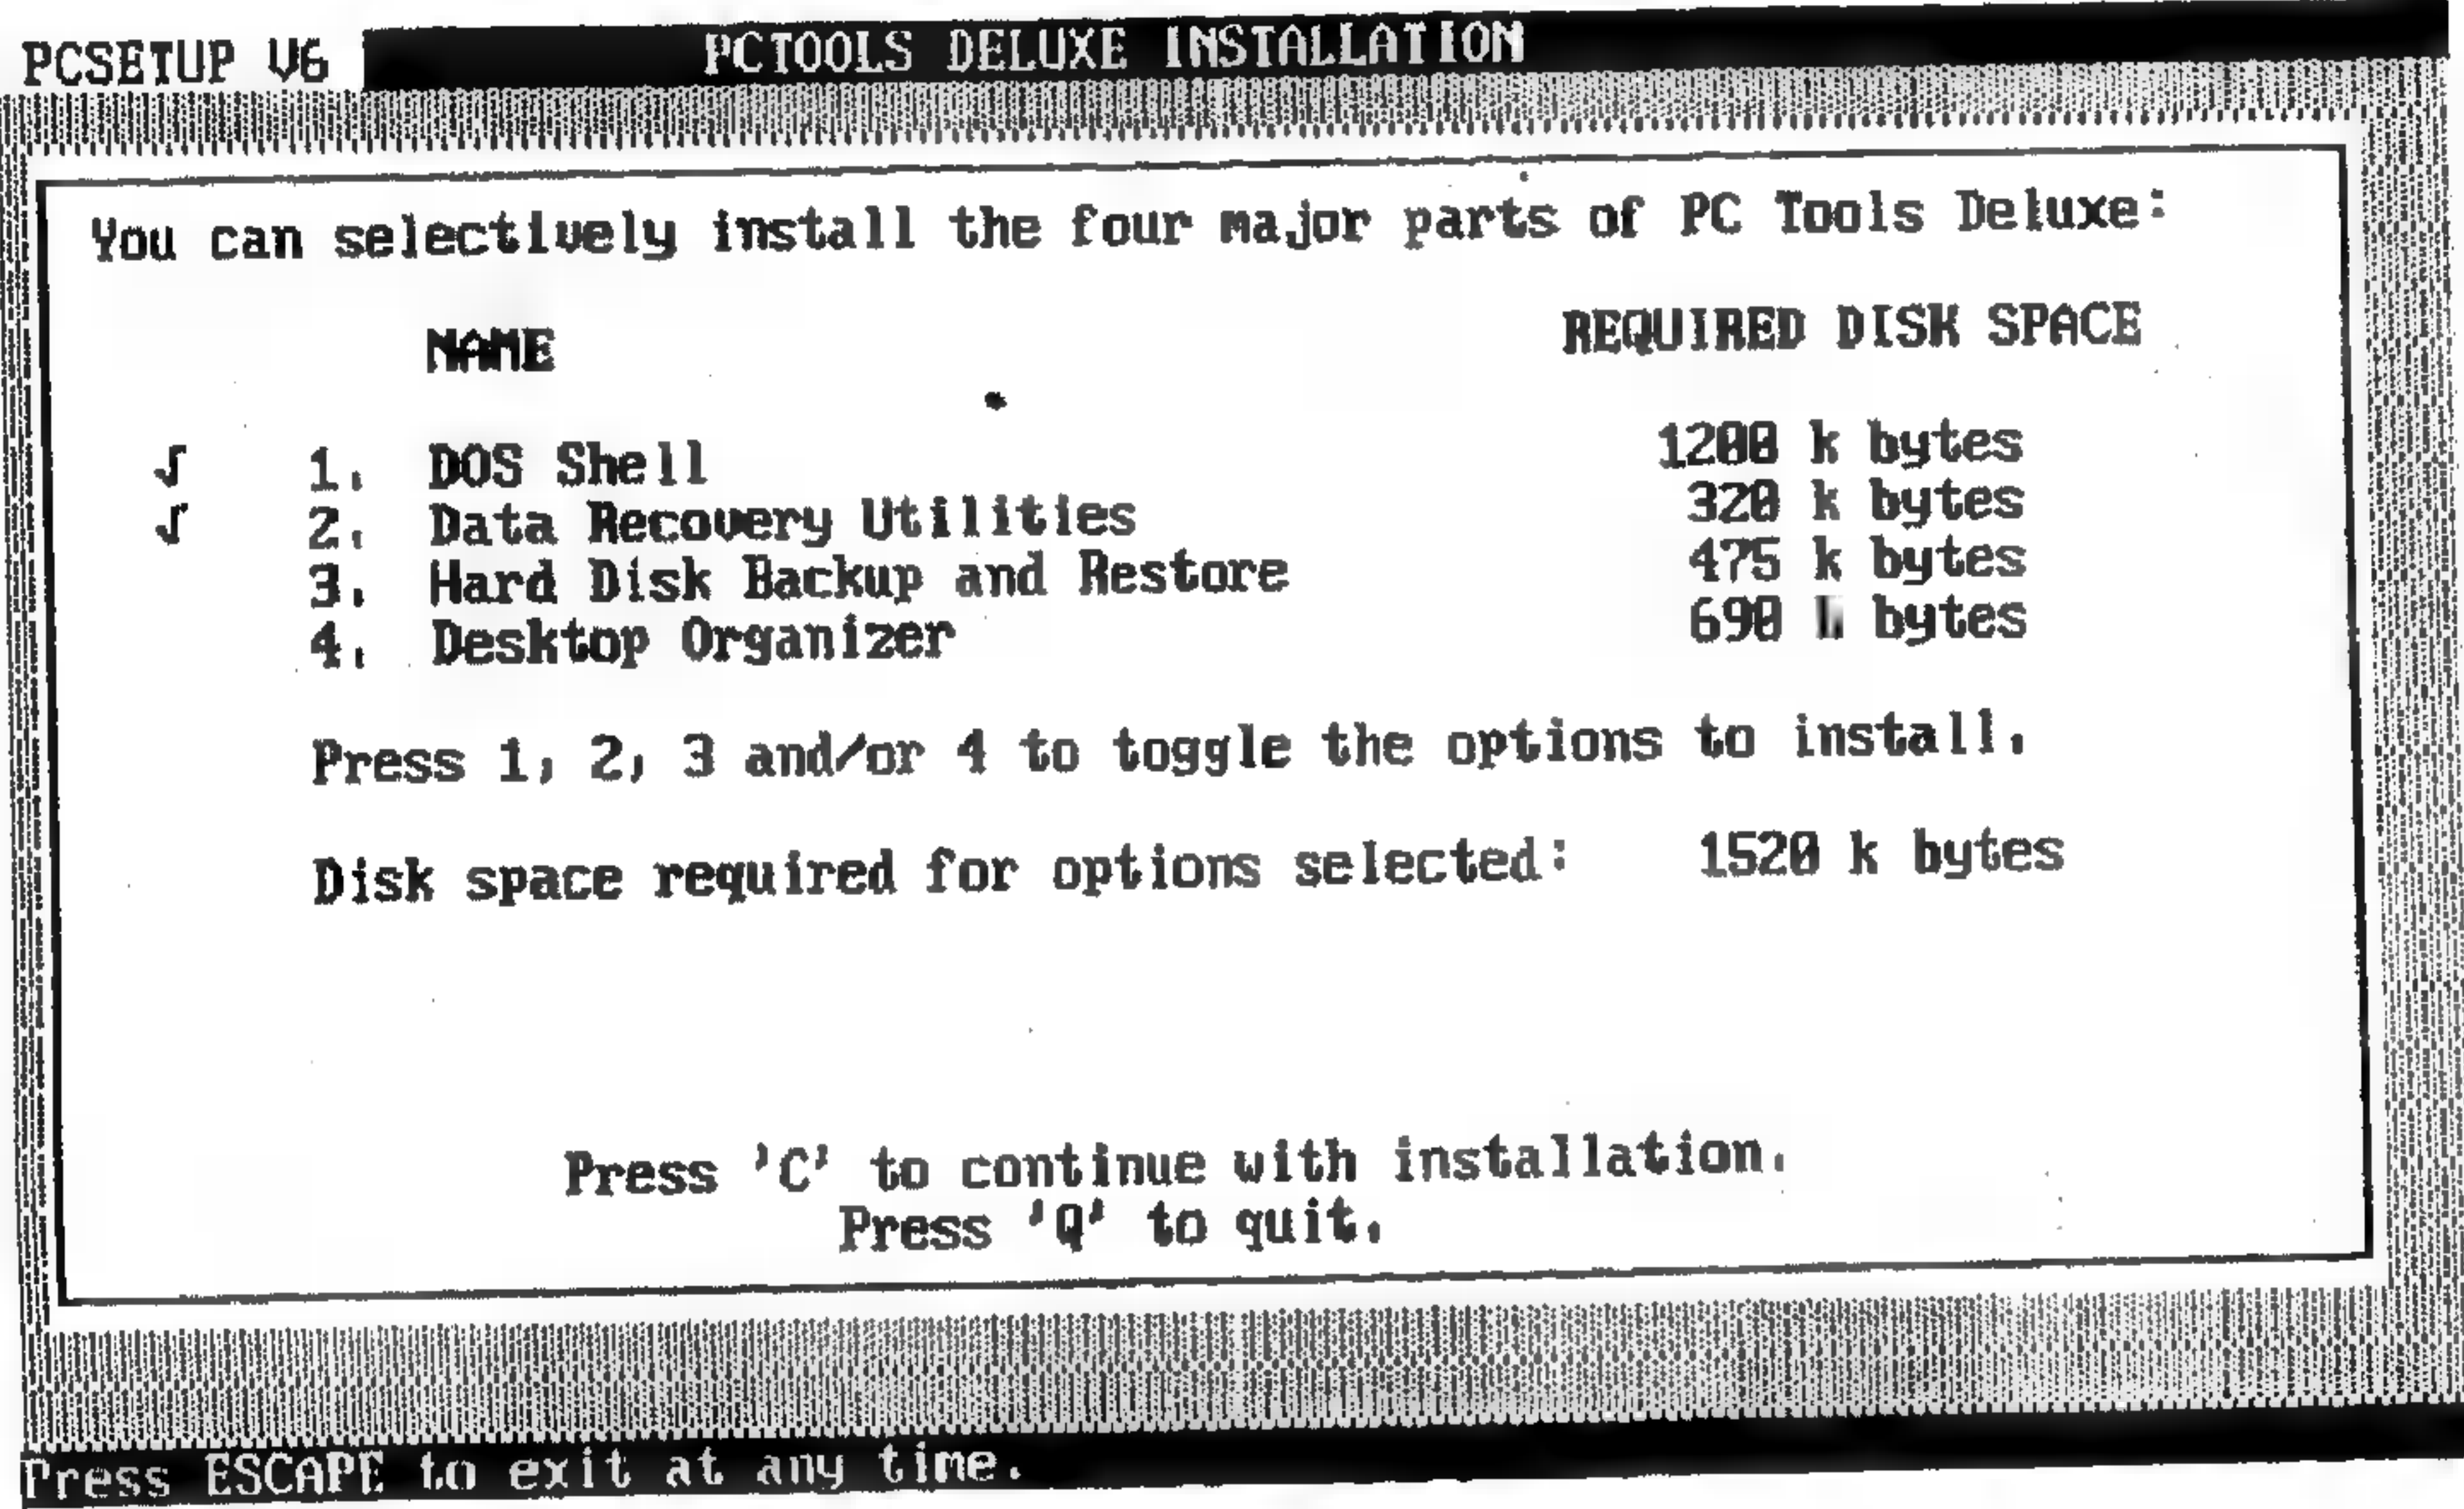 PCSETUP V6 PCTOOLS DELUXE INSTALLATION
You can selectively install the four major parts of PC Tools Deluxe:
NAME REQUIRED DISK SPACE
√ 1. DOS Shell 1200 k bytes
√ 2. Data Recovery Utilities 320 k bytes
3. Hard Disk Backup and Restore 475 k bytes
4. Desktop Organizer 690 k bytes
Press 1, 2, 3 and/or 4 to toggle the options to install.
Disk space required for options selected: 1520 k bytes
Press 'C' to continue with installation.
Press 'Q' to quit.
Press ESCAPE to exit at any time.